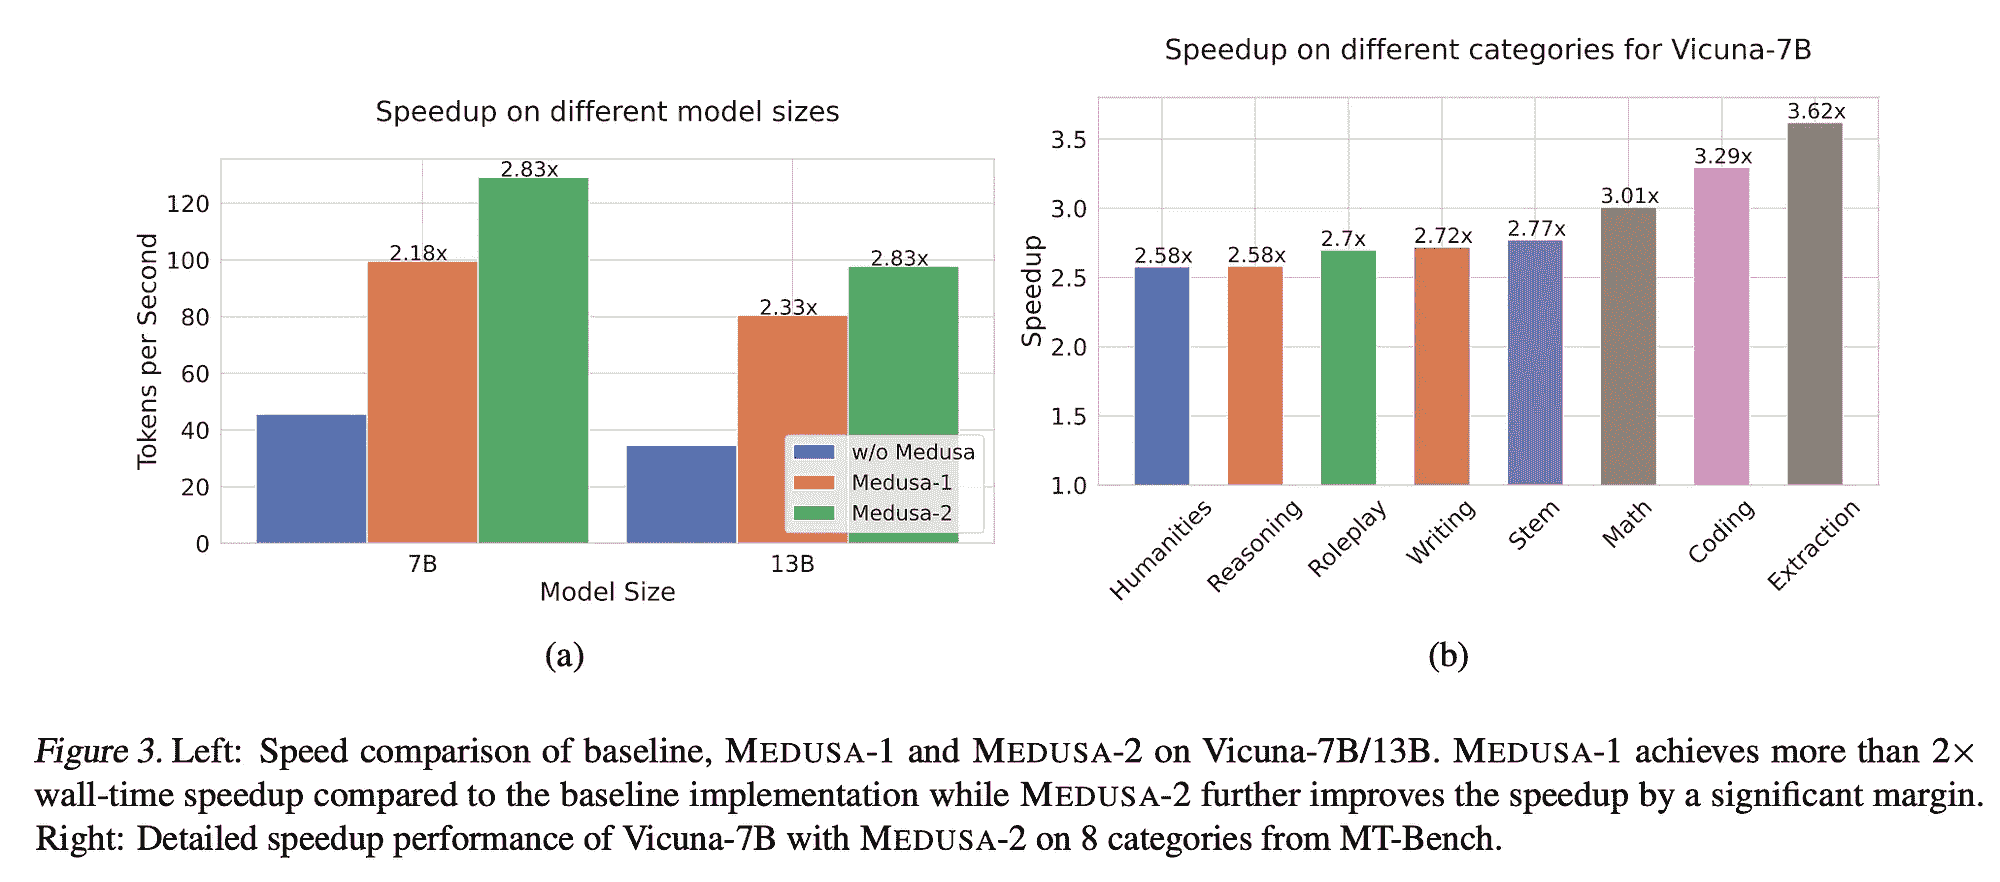 Speedup on different model sizes
Tokens per Second
120
100
80
60
40
20
0
2.18x
2.83x
2.33x
2.83x
w/o Medusa
Medusa-1
Medusa-2
7B
13B
Model Size
(a)
Speedup on different categories for Vicuna-7B
Speedup
3.5
3.0
2.5
2.0
1.5
1.0
2.58x
2.58x
2.7x
2.72x
2.77x
3.01x
3.29x
3.62x
Humanities
Reasoning
Roleplay
Writing
Stem
Math
Coding
Extraction
(b)
Figure 3. Left: Speed comparison of baseline, MEDUSA-1 and MEDUSA-2 on Vicuna-7B/13B. MEDUSA-1 achieves more than 2×
wall-time speedup compared to the baseline implementation while MEDUSA-2 further improves the speedup by a significant margin.
Right: Detailed speedup performance of Vicuna-7B with MEDUSA-2 on 8 categories from MT-Bench.